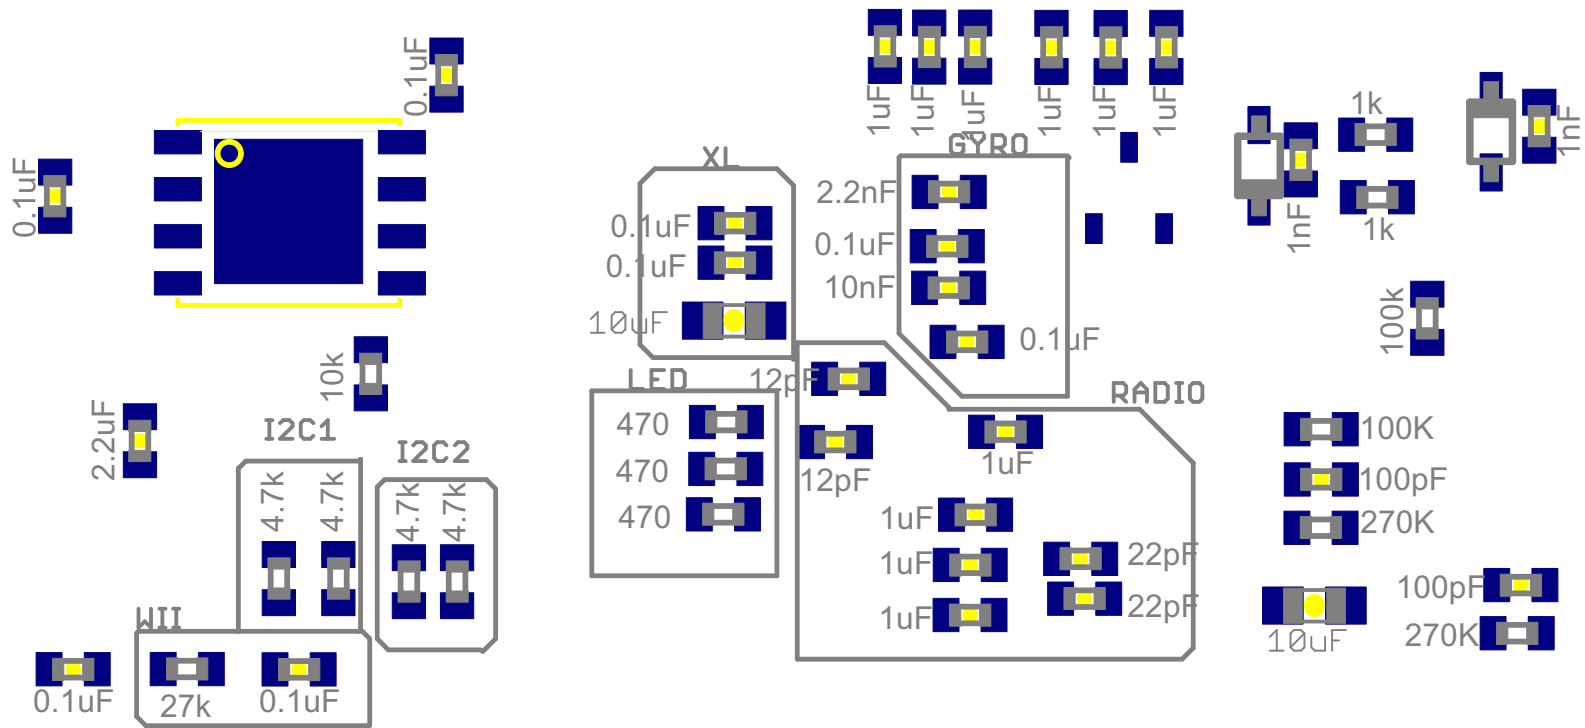 0.1uF
0.1uF
1uF
1uF
1uF
1uF
1uF
1uF
1k
1nF
1nF
1k
XL
0.1uF
0.1uF
10uF
GYRO
2.2nF
0.1uF
10nF
0.1uF
100k
10k
2.2uF
LED
470
470
470
12pF
12pF
RADIO
1uF
1uF
1uF
1uF
22pF
22pF
100K
100pF
270K
10uF
100pF
270K
I2C1
4.7k
4.7k
I2C2
4.7k
4.7k
WII
0.1uF
27k
0.1uF